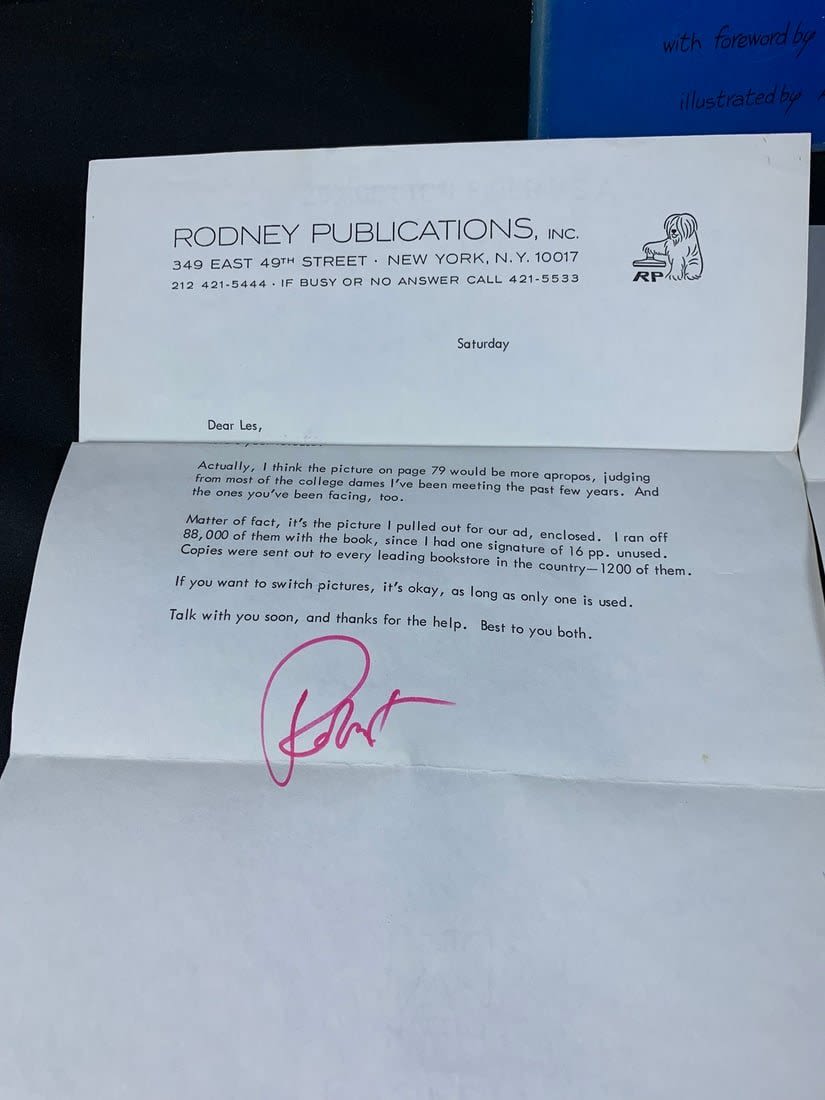 with foreword by
illustrated by
RODNEY PUBLICATIONS, INC.
349 EAST 49TH STREET · NEW YORK, N.Y. 10017
212 421-5444 · IF BUSY OR NO ANSWER CALL 421-5533
RP
Saturday
Dear Les,
Actually, I think the picture on page 79 would be more apropos, judging
from most of the college dames I've been meeting the past few years. And
the ones you've been facing, too.
Matter of fact, it's the picture I pulled out for our ad, enclosed. I ran off
88,000 of them with the book, since I had one signature of 16 pp. unused.
Copies were sent out to every leading bookstore in the country—1200 of them.
If you want to switch pictures, it's okay, as long as only one is used.
Talk with you soon, and thanks for the help. Best to you both.
Robert